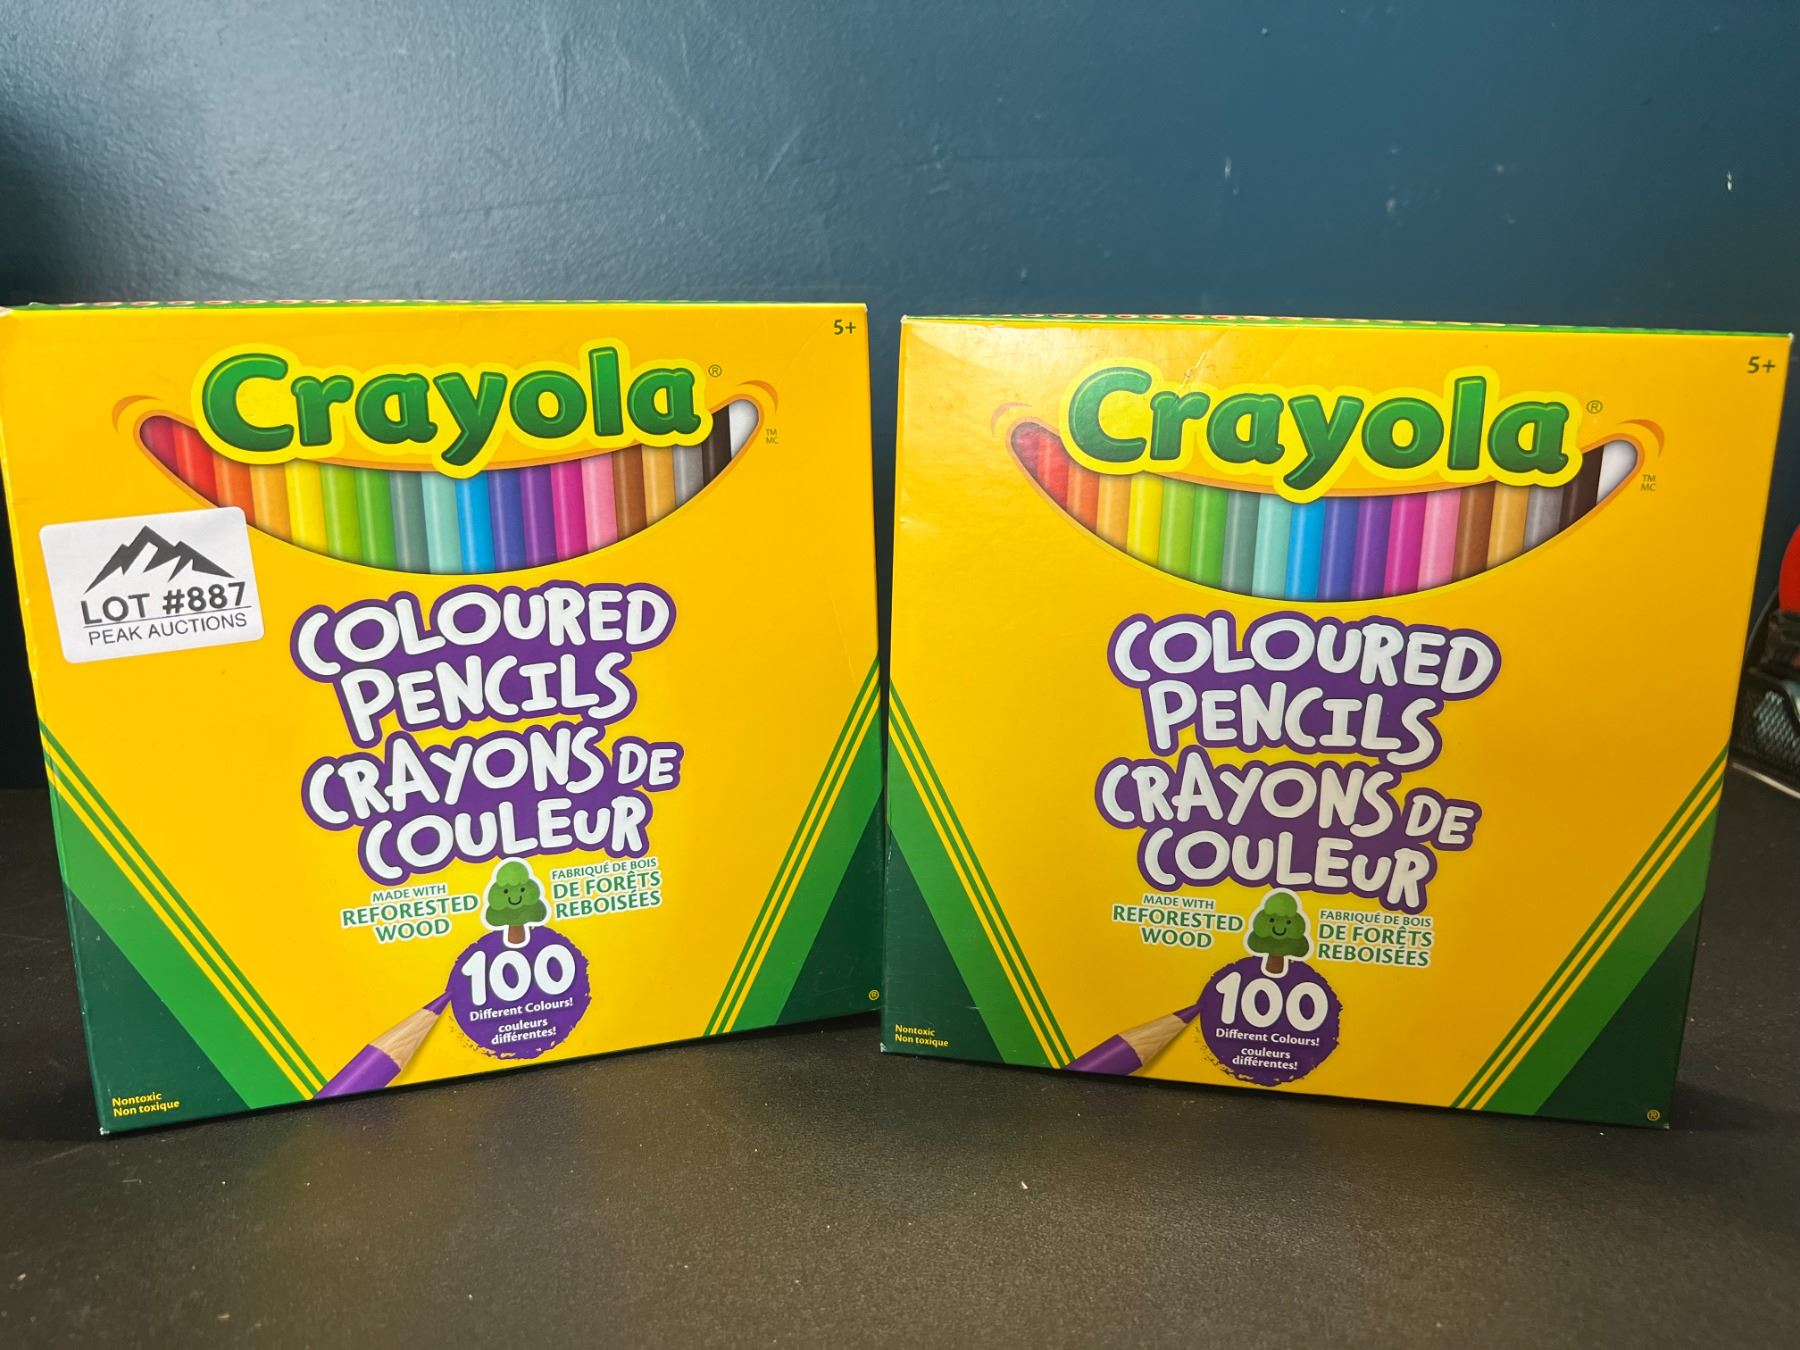 5+
Crayola®
TM
MC
LOT #887
PEAK AUCTIONS
COLOURED
PENCILS
CRAYONS DE
COULEUR
MADE WITH
REFORESTED
WOOD
FABRIQUÉ DE BOIS
DE FORÊTS
REBOISÉES
100
Different Colours!
couleurs
différentes!
Nontoxic
Non toxique
®
5+
Crayola®
TM
MC
COLOURED
PENCILS
CRAYONS DE
COULEUR
MADE WITH
REFORESTED
WOOD
FABRIQUÉ DE BOIS
DE FORÊTS
REBOISÉES
100
Different Colours!
couleurs
différentes!
Nontoxic
Non toxique
®